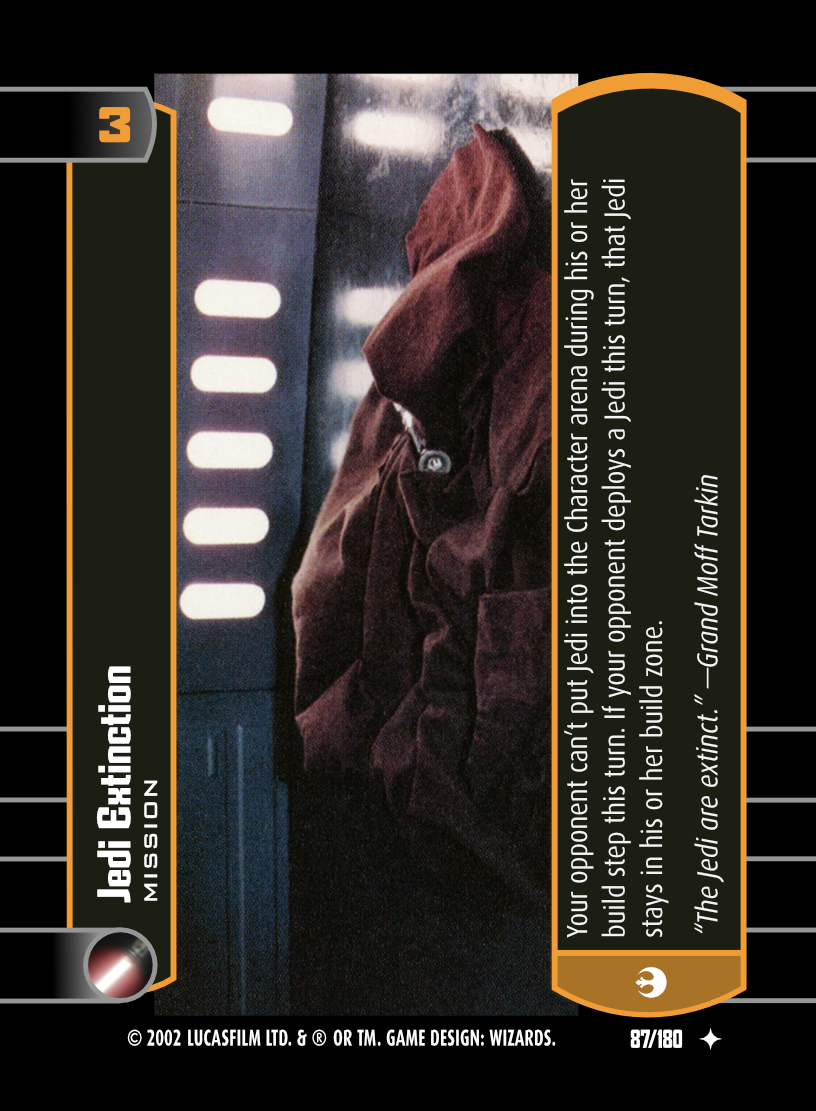 Jedi Extinction
3
MISSION
Your opponent can't put Jedi into the Character arena during his or her
build step this turn. If your opponent deploys a Jedi this turn, that Jedi
stays in his or her build zone.
"The Jedi are extinct." —Grand Moff Tarkin
© 2002 LUCASFILM LTD. & ® OR TM. GAME DESIGN: WIZARDS.
87/180